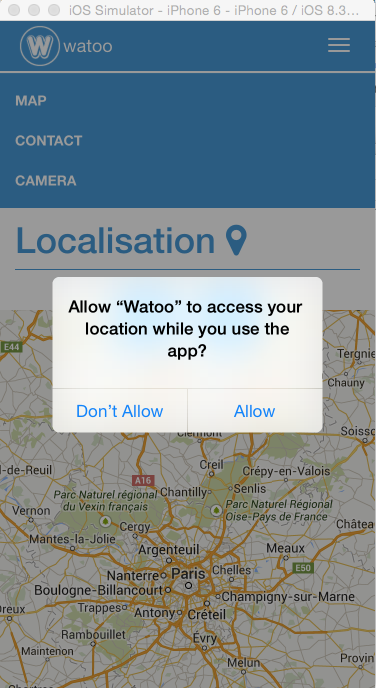 iOS Simulator - iPhone 6 - iPhone 6 / iOS 8.3...
W watoo
MAP
CONTACT
CAMERA
Localisation
Allow “Watoo” to access your
location while you use the
app?
Don’t Allow
Allow
E44
Tergnie
Chauny
Clermont
Soisso
l-de-Reuil
Creil
Crépy-en-Valois
A16
Senlis
Parc Naturel régional
du Vexin français
Chantilly
Vernon
Cergy
Parc Naturel régional
Oise-Pays de France
Châtea
Mantes-la-Jolie
Argenteuil
Meaux
Nanterre
Paris
Chelles
E50
Boulogne-Billancourt
Champigny-sur-Marne
Dreux
Trappes
Antony
Créteil
Rambouillet
Évry
Maintenon
Melun
Provins
Chartres